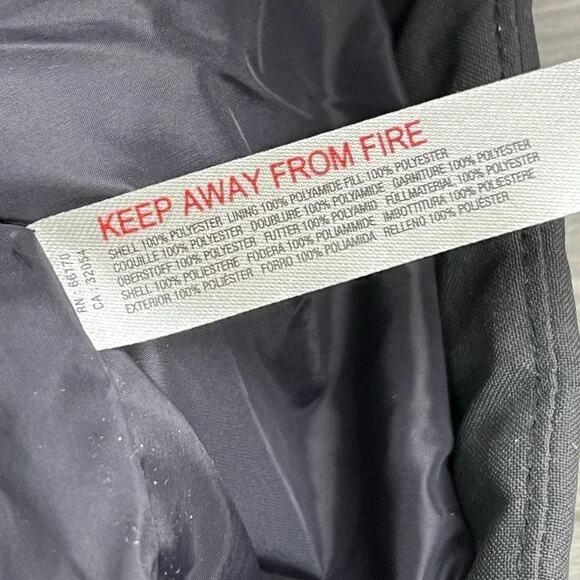 KEEP AWAY FROM FIRE
SHELL 100% POLYESTER LINING 100% POLYAMIDE FILL 100% POLYESTER
COQUILLE 100% POLYESTER DOUBLURE 100% POLYAMIDE GARNITURE 100% POLYESTER
OBERSTOFF 100% POLYESTER FUTTER 100% POLYAMID FÜLLMATERIAL 100% POLYESTER
SHELL 100% POLIESTERE FODERA 100% POLIAMMIDE IMBOTTITURA 100% POLIESTERE
EXTERIOR 100% POLIÉSTER FORRO 100% POLIAMIDA RELLENO 100% POLIÉSTER
RN : 66170
CA : 32054